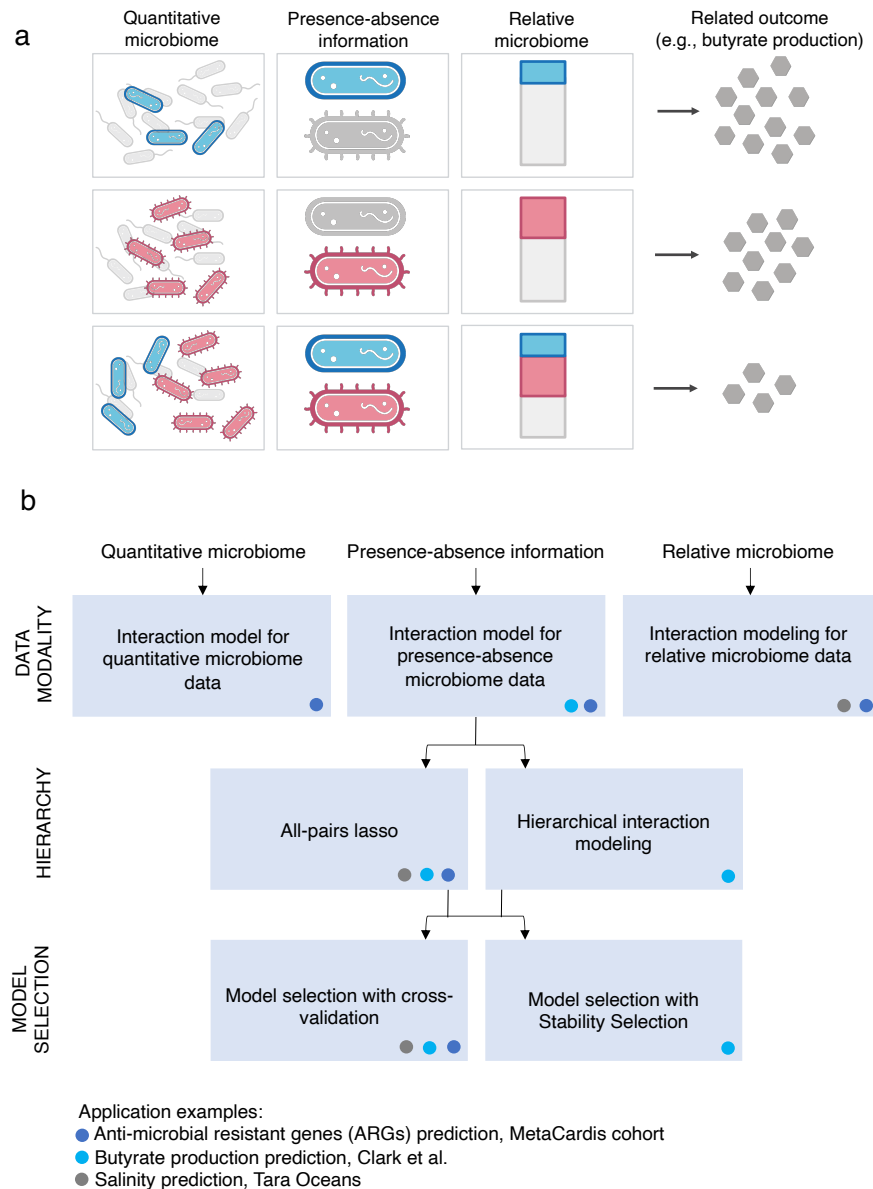 a
Quantitative
microbiome
Presence-absence
information
Relative
microbiome
Related outcome
(e.g., butyrate production)
b
Quantitative microbiome
Presence-absence information
Relative microbiome
DATA
MODALITY
Interaction model for
quantitative microbiome
data
Interaction model for
presence-absence
microbiome data
Interaction modeling for
relative microbiome data
HIERARCHY
All-pairs lasso
Hierarchical interaction
modeling
MODEL
SELECTION
Model selection with cross-
validation
Model selection with
Stability Selection
Application examples:
Anti-microbial resistant genes (ARGs) prediction, MetaCardis cohort
Butyrate production prediction, Clark et al.
Salinity prediction, Tara Oceans